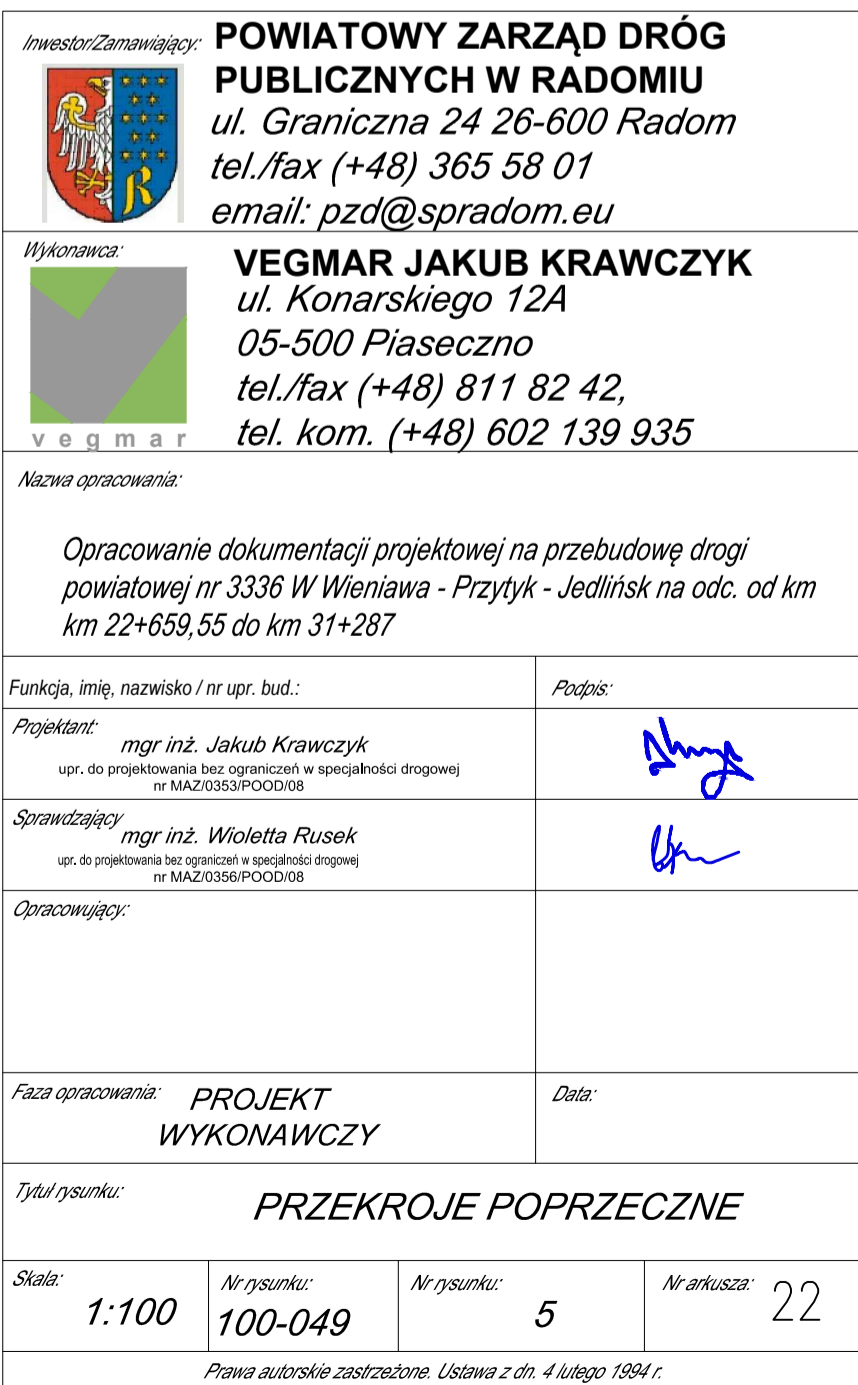 Inwestor/Zamawiający: POWIATOWY ZARZĄD DRÓG
PUBLICZNYCH W RADOMIU
ul. Graniczna 24 26-600 Radom
tel./fax (+48) 365 58 01
email: pzd@spradom.eu
R
Wykonawca:
VEGMAR JAKUB KRAWCZYK
ul. Konarskiego 12A
05-500 Piaseczno
tel./fax (+48) 811 82 42,
tel. kom. (+48) 602 139 935
vegmar
Nazwa opracowania:
Opracowanie dokumentacji projektowej na przebudowę drogi
powiatowej nr 3336 W Wieniawa - Przytyk - Jedlińsk na odc. od km
km 22+659,55 do km 31+287
Funkcja, imię, nazwisko / nr upr. bud.: Podpis:
Projektant:
mgr inż. Jakub Krawczyk
upr. do projektowania bez ograniczeń w specjalności drogowej
nr MAZ/0353/POOD/08
Sprawdzający
mgr inż. Wioletta Rusek
upr. do projektowania bez ograniczeń w specjalności drogowej
nr MAZ/0356/POOD/08
Opracowujący:
Faza opracowania: PROJEKT
WYKONAWCZY
Data:
Tytuł rysunku:
PRZEKROJE POPRZECZNE
Skala: 1:100
Nr rysunku: 100-049
Nr rysunku: 5
Nr arkusza: 22
Prawa autorskie zastrzeżone. Ustawa z dn. 4 lutego 1994 r.